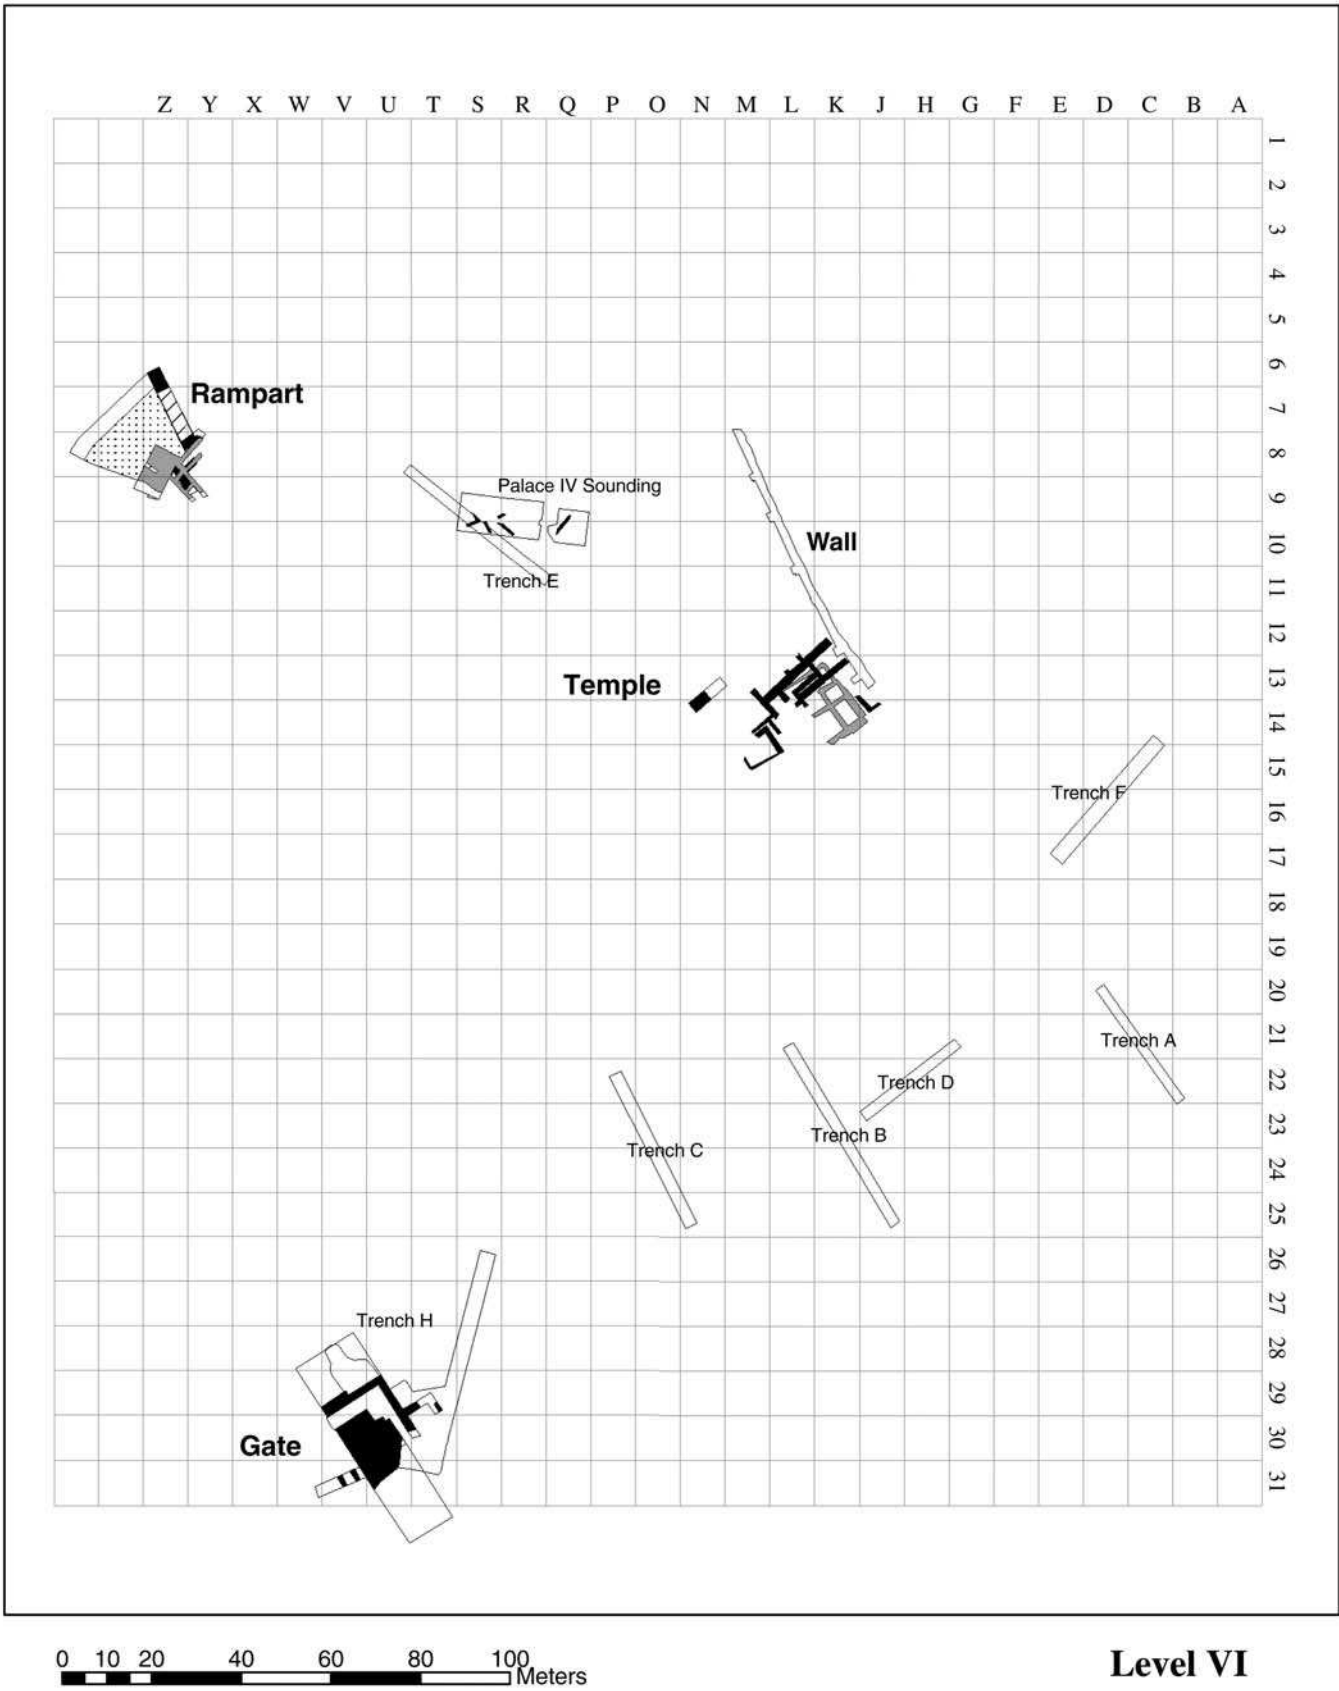 Z Y X W V U T S R Q P O N M L K J H G F E D C B A
1
2
3
4
5
6
Rampart
7
8
Palace IV Sounding
9
Wall
10
Trench E
11
12
Temple
13
14
15
Trench F
16
17
18
19
20
Trench A
21
Trench D
22
Trench B
23
Trench C
24
25
26
Trench H
27
28
29
Gate
30
31
0 10 20 40 60 80 100
Meters
Level VI